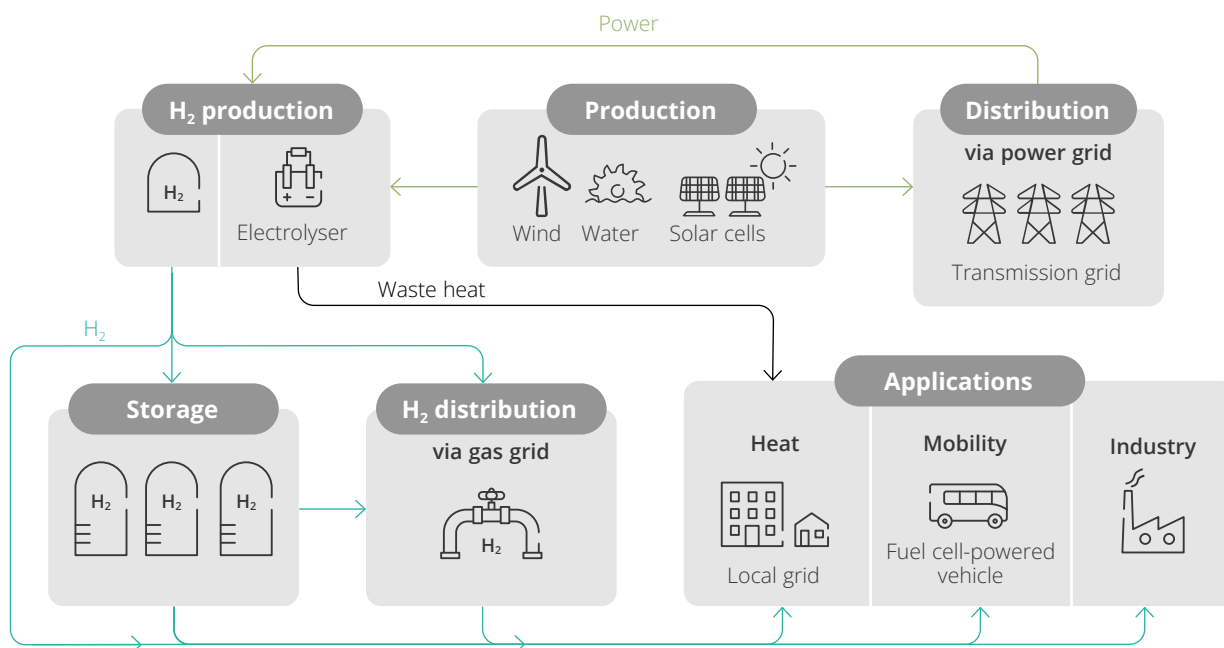 Power
H₂ production
Production
Distribution
via power grid
H₂
+ -
Electrolyser
Wind
Water
Solar cells
Transmission grid
Waste heat
H₂
Storage
H₂
H₂
H₂
H₂ distribution
via gas grid
H₂
Applications
Heat
Local grid
Mobility
Fuel cell-powered
vehicle
Industry